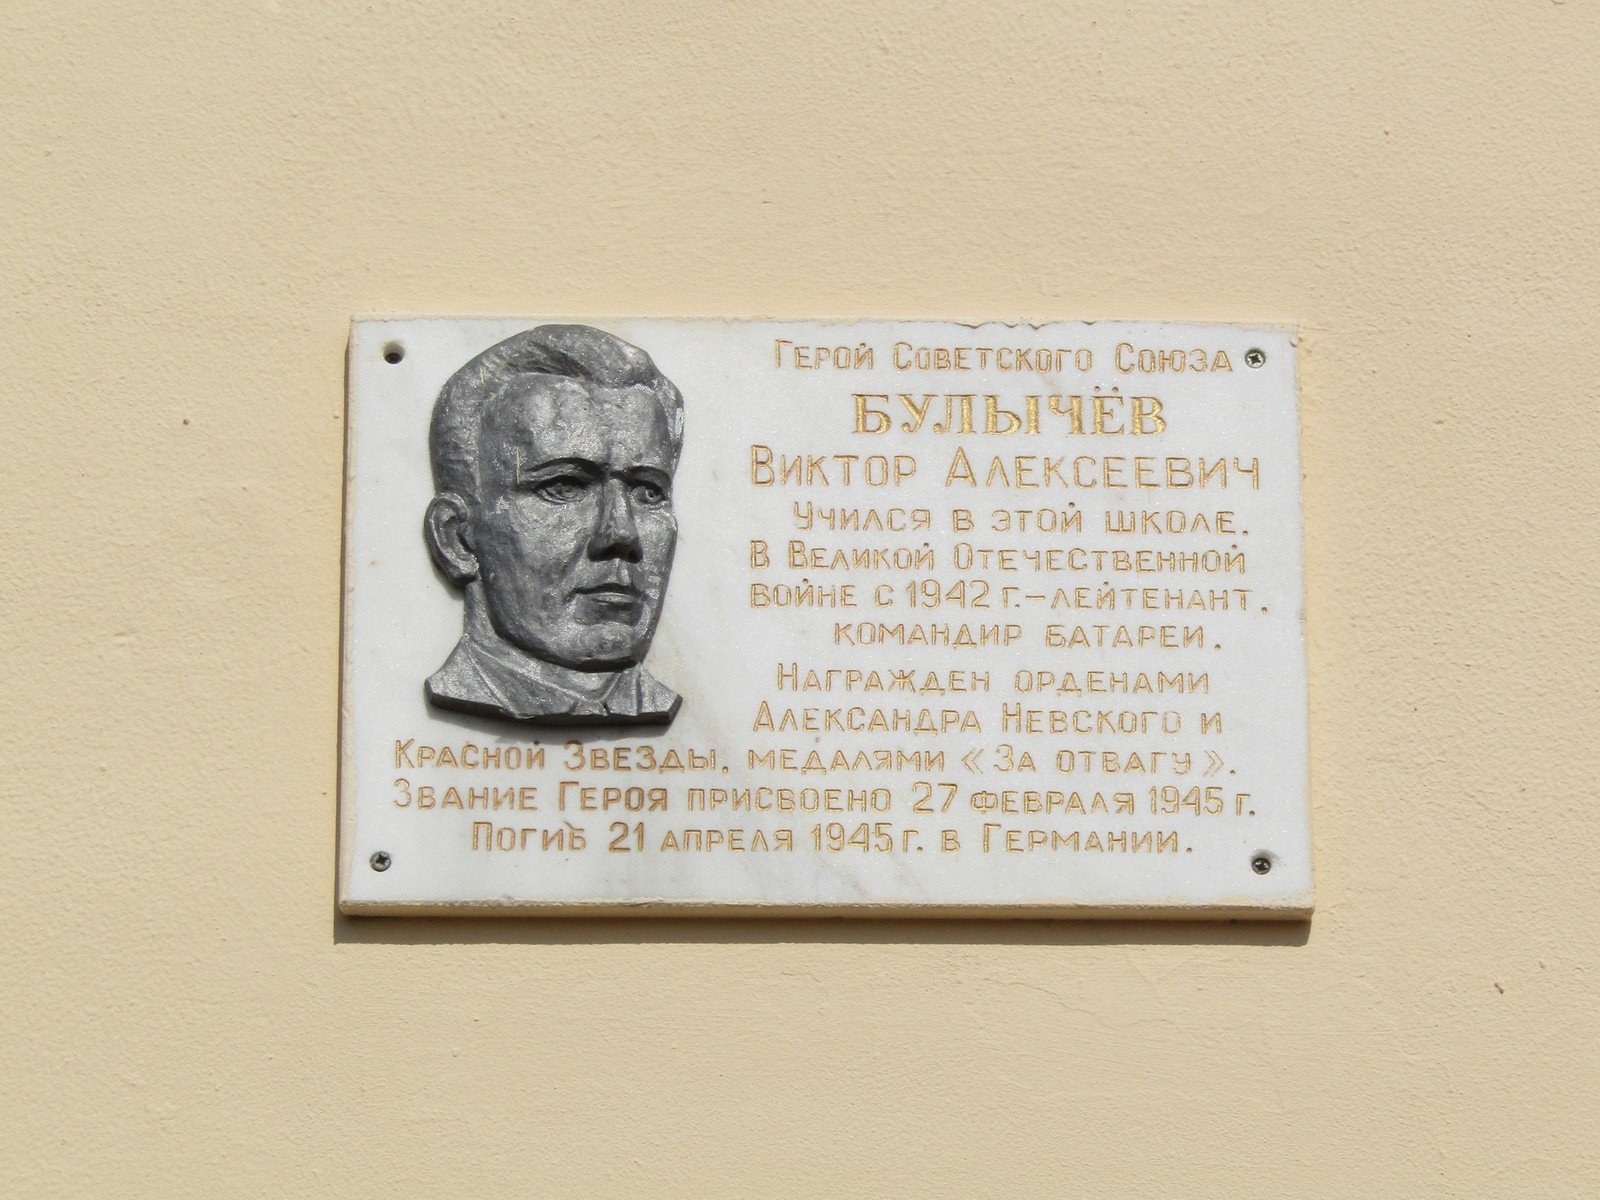 Герой Советского Союза
БУЛЫЧЁВ
Виктор Алексеевич
учился в этой школе.
В Великой Отечественной
войне с 1942 г.–лейтенант,
командир батареи.
Награжден орденами
Александра Невского и
Красной Звезды, медалями «За отвагу».
Звание Героя присвоено 27 февраля 1945 г.
Погиб 21 апреля 1945 г. в Германии.